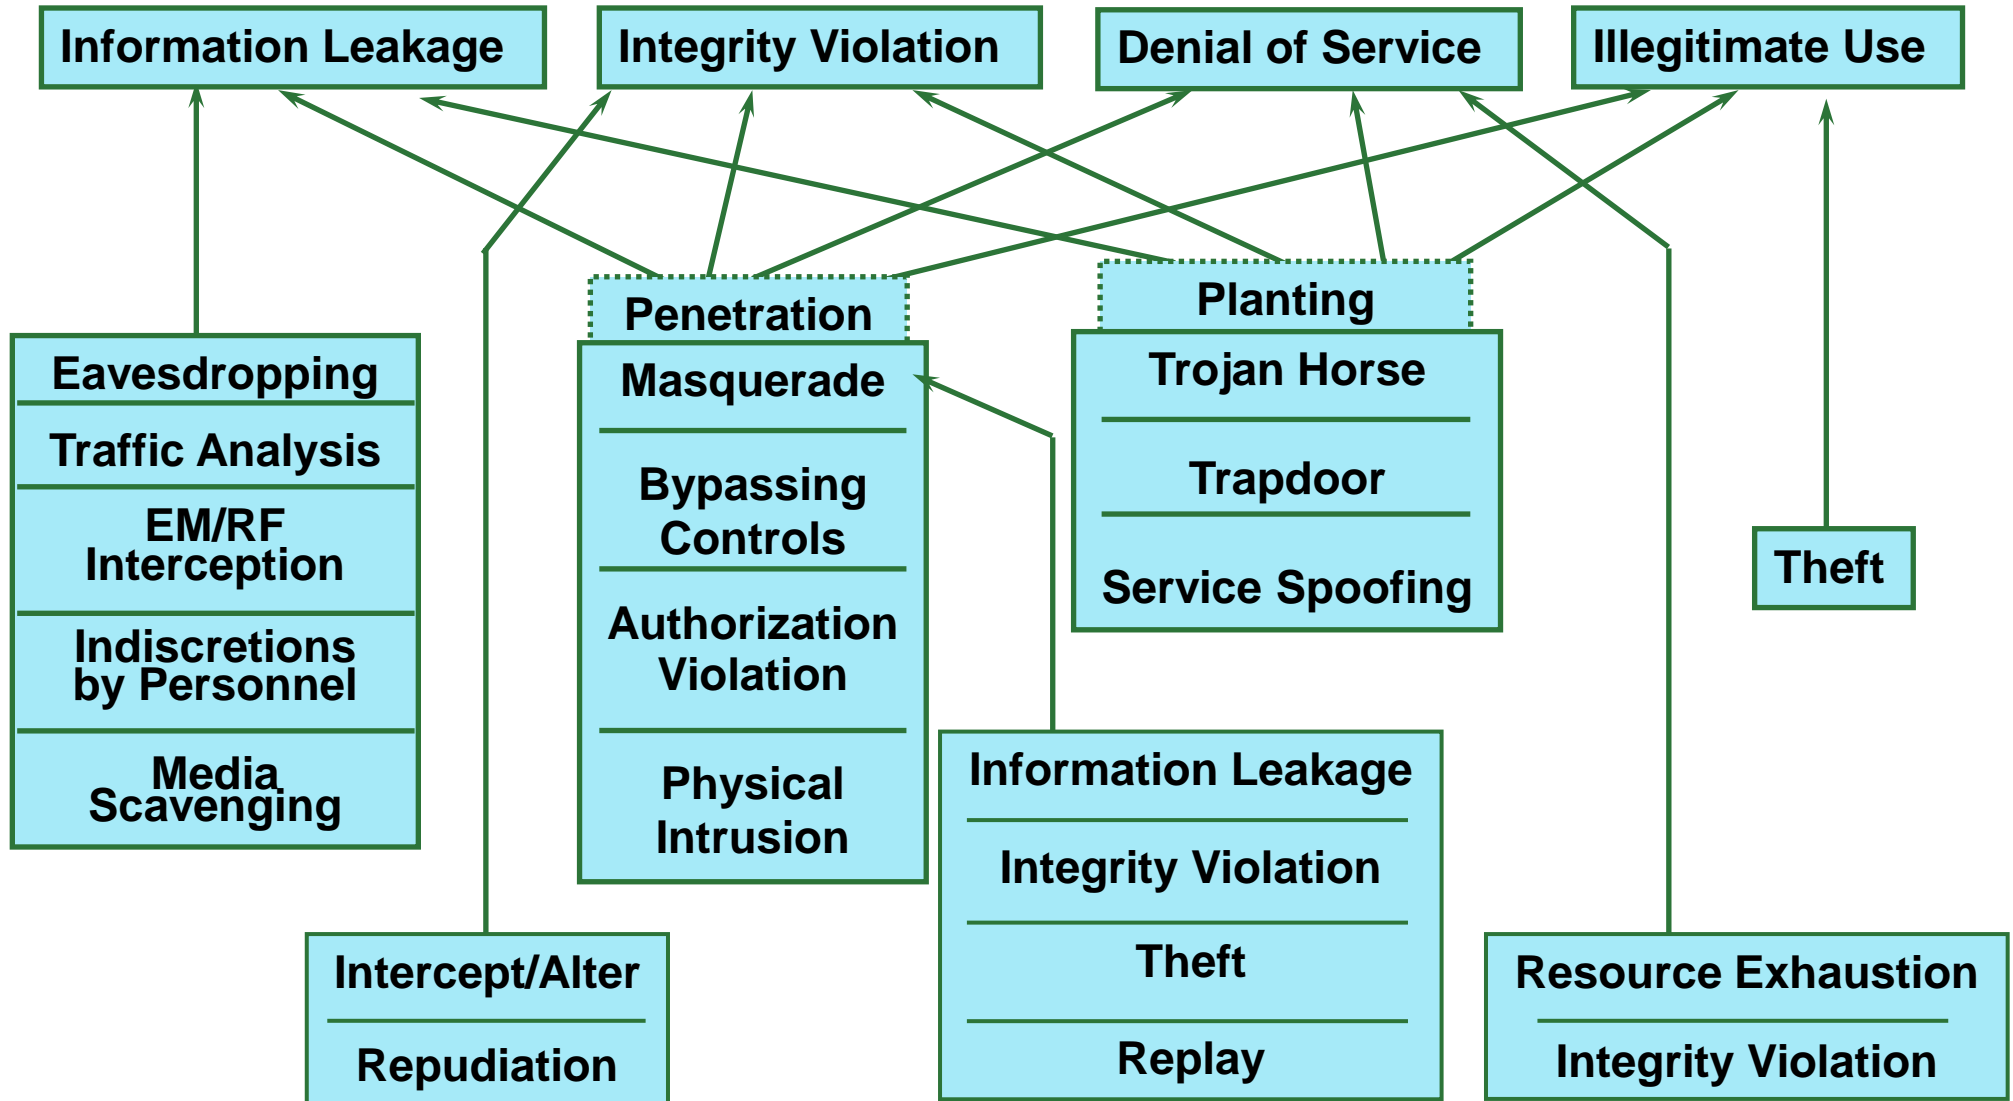 Information Leakage
Integrity Violation
Denial of Service
Illegitimate Use
Eavesdropping
Traffic Analysis
EM/RF
Interception
Indiscretions
by Personnel
Media
Scavenging
Penetration
Masquerade
Bypassing
Controls
Authorization
Violation
Physical
Intrusion
Planting
Trojan Horse
Trapdoor
Service Spoofing
Theft
Intercept/Alter
Repudiation
Information Leakage
Integrity Violation
Theft
Replay
Resource Exhaustion
Integrity Violation